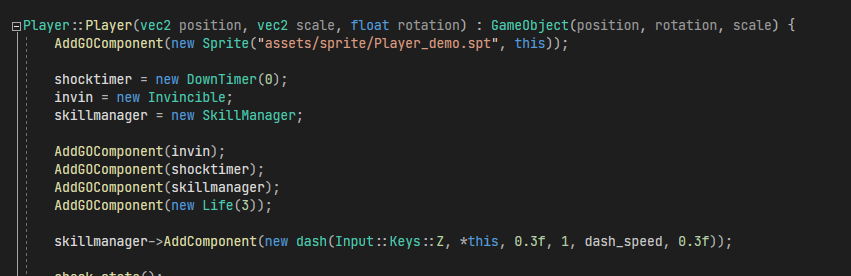 Player::Player(vec2 position, vec2 scale, float rotation) : GameObject(position, rotation, scale) {
AddGOComponent(new Sprite("assets/sprite/Player_demo.spt", this));
shocktimer = new DownTimer(0);
invin = new Invincible;
skillmanager = new SkillManager;
AddGOComponent(invin);
AddGOComponent(shocktimer);
AddGOComponent(skillmanager);
AddGOComponent(new Life(3));
skillmanager->AddComponent(new dash(Input::Keys::Z, *this, 0.3f, 1, dash_speed, 0.3f));